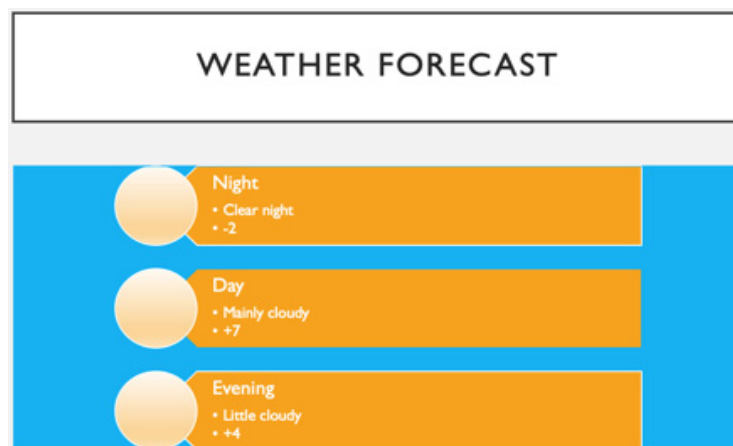 WEATHER FORECAST
Night
• Clear night
• -2
Day
• Mainly cloudy
• +7
Evening
• Little cloudy
• +4